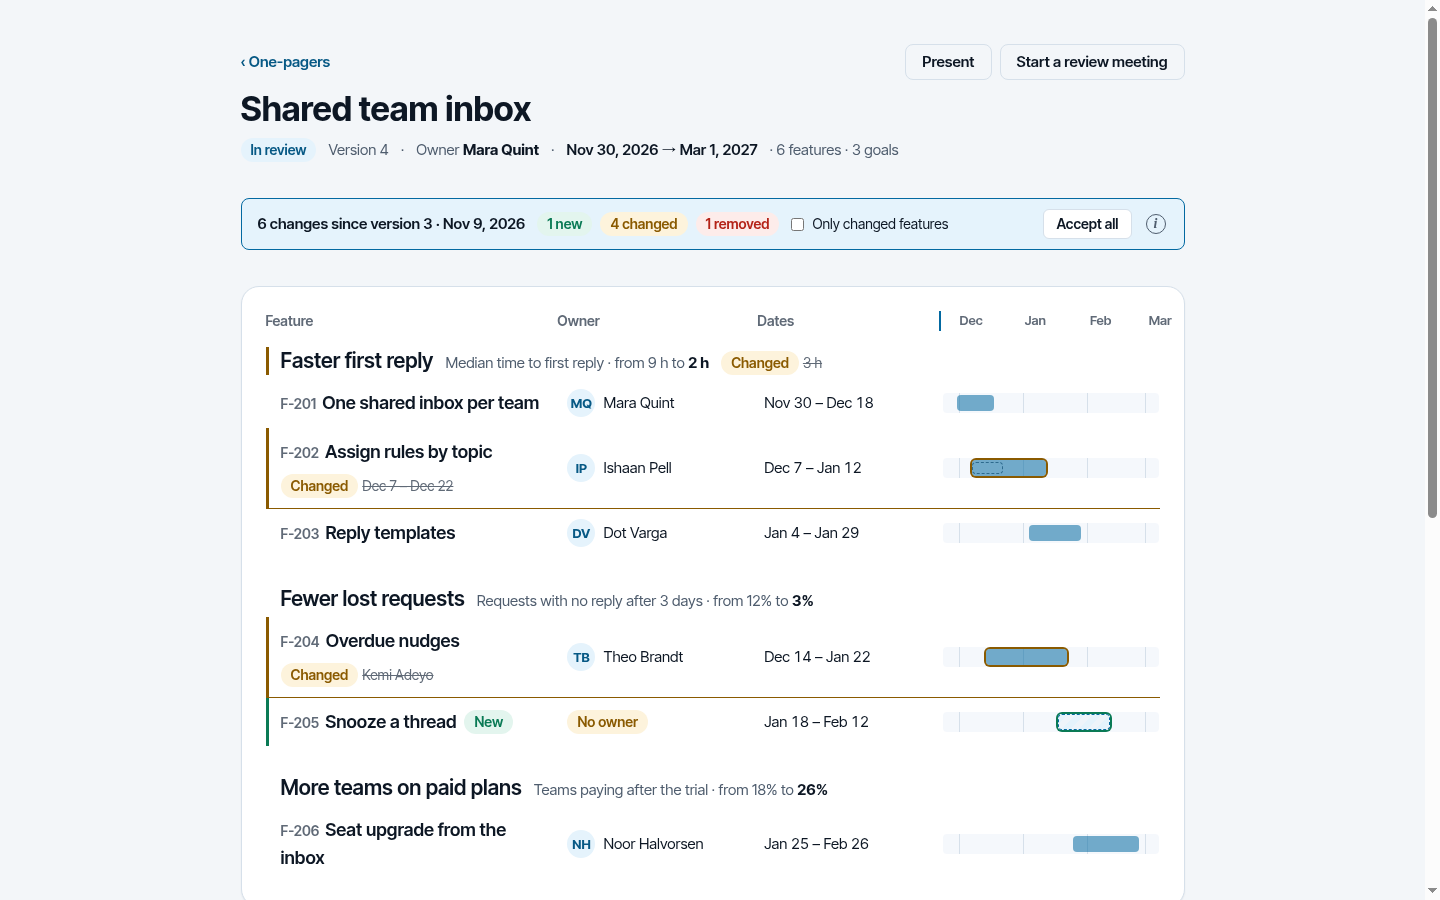 ‹ One-pagers
Present
Start a review meeting
Shared team inbox
In review Version 4 · Owner Mara Quint · Nov 30, 2026 → Mar 1, 2027 · 6 features · 3 goals
6 changes since version 3 · Nov 9, 2026 1 new 4 changed 1 removed Only changed features Accept all i
Feature Owner Dates Dec Jan Feb Mar
Faster first reply Median time to first reply · from 9 h to 2 h Changed 3 h
F-201 One shared inbox per team MQ Mara Quint Nov 30 – Dec 18
F-202 Assign rules by topic
Changed Dec 7 – Dec 22
IP Ishaan Pell Dec 7 – Jan 12
F-203 Reply templates DV Dot Varga Jan 4 – Jan 29
Fewer lost requests Requests with no reply after 3 days · from 12% to 3%
F-204 Overdue nudges
Changed Kemi Adeyo
TB Theo Brandt Dec 14 – Jan 22
F-205 Snooze a thread New No owner Jan 18 – Feb 12
More teams on paid plans Teams paying after the trial · from 18% to 26%
F-206 Seat upgrade from the
inbox
NH Noor Halvorsen Jan 25 – Feb 26